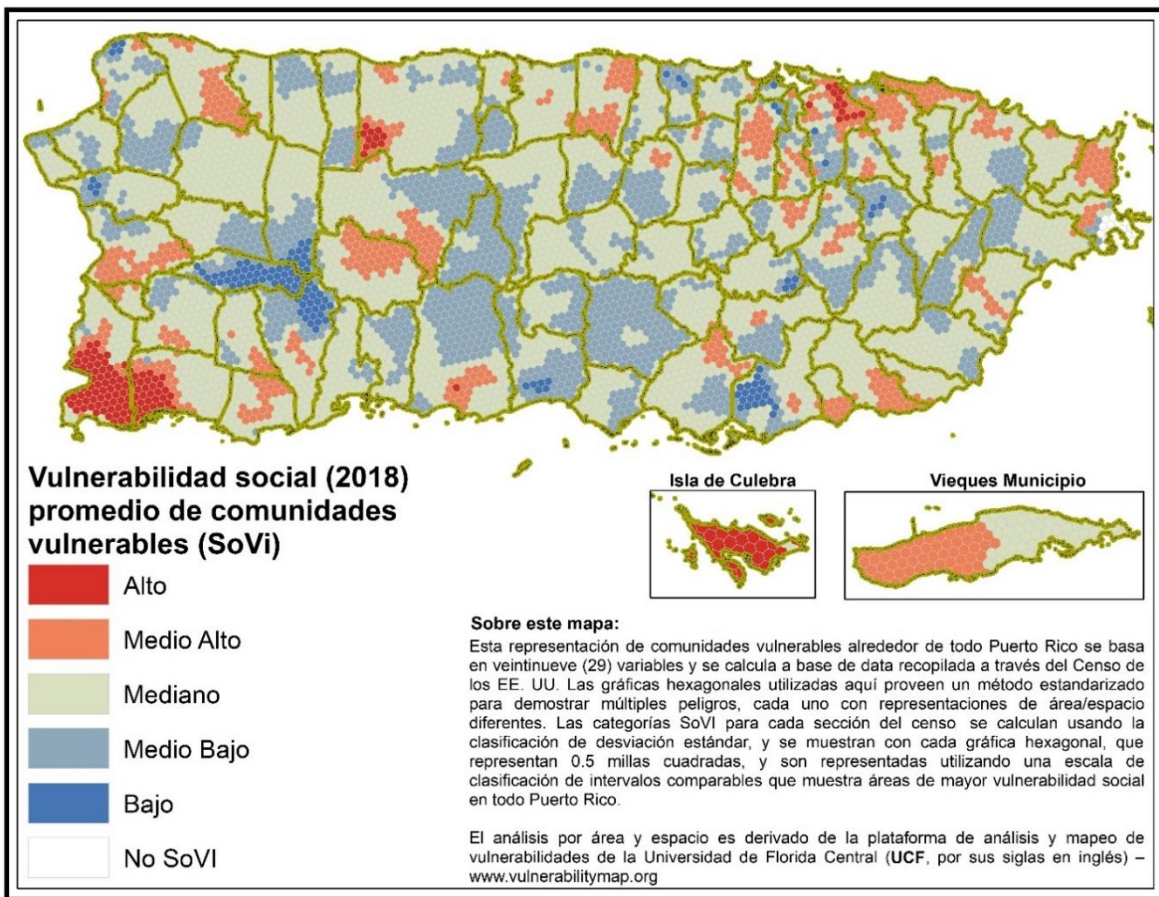 Vulnerabilidad social (2018)
promedio de comunidades
vulnerables (SoVi)
Alto
Medio Alto
Mediano
Medio Bajo
Bajo
No SoVI
Isla de Culebra
Vieques Municipio
Sobre este mapa:
Esta representación de comunidades vulnerables alrededor de todo Puerto Rico se basa
en veintinueve (29) variables y se calcula a base de data recopilada a través del Censo de
los EE. UU. Las gráficas hexagonales utilizadas aquí proveen un método estandarizado
para demostrar múltiples peligros, cada uno con representaciones de área/espacio
diferentes. Las categorías SoVI para cada sección del censo se calculan usando la
clasificación de desviación estándar, y se muestran con cada gráfica hexagonal, que
representan 0.5 millas cuadradas, y son representadas utilizando una escala de
clasificación de intervalos comparables que muestra áreas de mayor vulnerabilidad social
en todo Puerto Rico.
El análisis por área y espacio es derivado de la plataforma de análisis y mapeo de
vulnerabilidades de la Universidad de Florida Central (UCF, por sus siglas en inglés) –
www.vulnerabilitymap.org